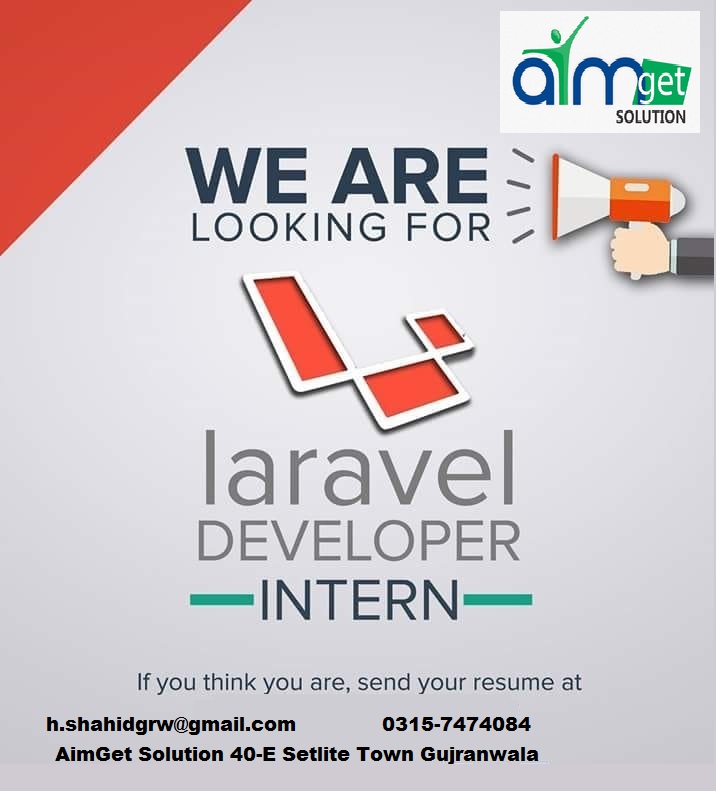 aimget
SOLUTION
WE ARE
LOOKING FOR
laravel
DEVELOPER
INTERN
If you think you are, send your resume at
h.shahidgrw@gmail.com 0315-7474084
AimGet Solution 40-E Setlite Town Gujranwala